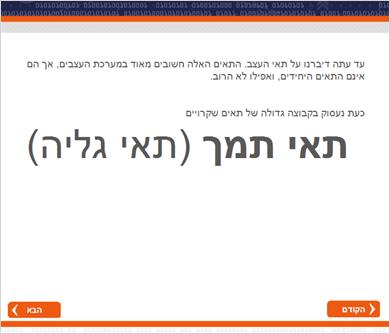 עד עתה דיברנו על תאי העצב. התאים האלה חשובים מאוד במערכת העצבים, אך הם
אינם התאים היחידים, ואפילו לא הרוב.
כעת נעסוק בקבוצה גדולה של תאים שקרויים
תאי תמך (תאי גליה)
הקודם
הבא